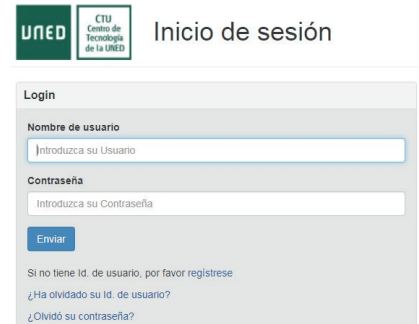 UNED
CTU
Centro de
Tecnología
de la UNED
Inicio de sesión
Login
Nombre de usuario
Introduzca su Usuario
Contraseña
Introduzca su Contraseña
Enviar
Si no tiene Id. de usuario, por favor regístrese
¿Ha olvidado su Id. de usuario?
¿Olvidó su contraseña?